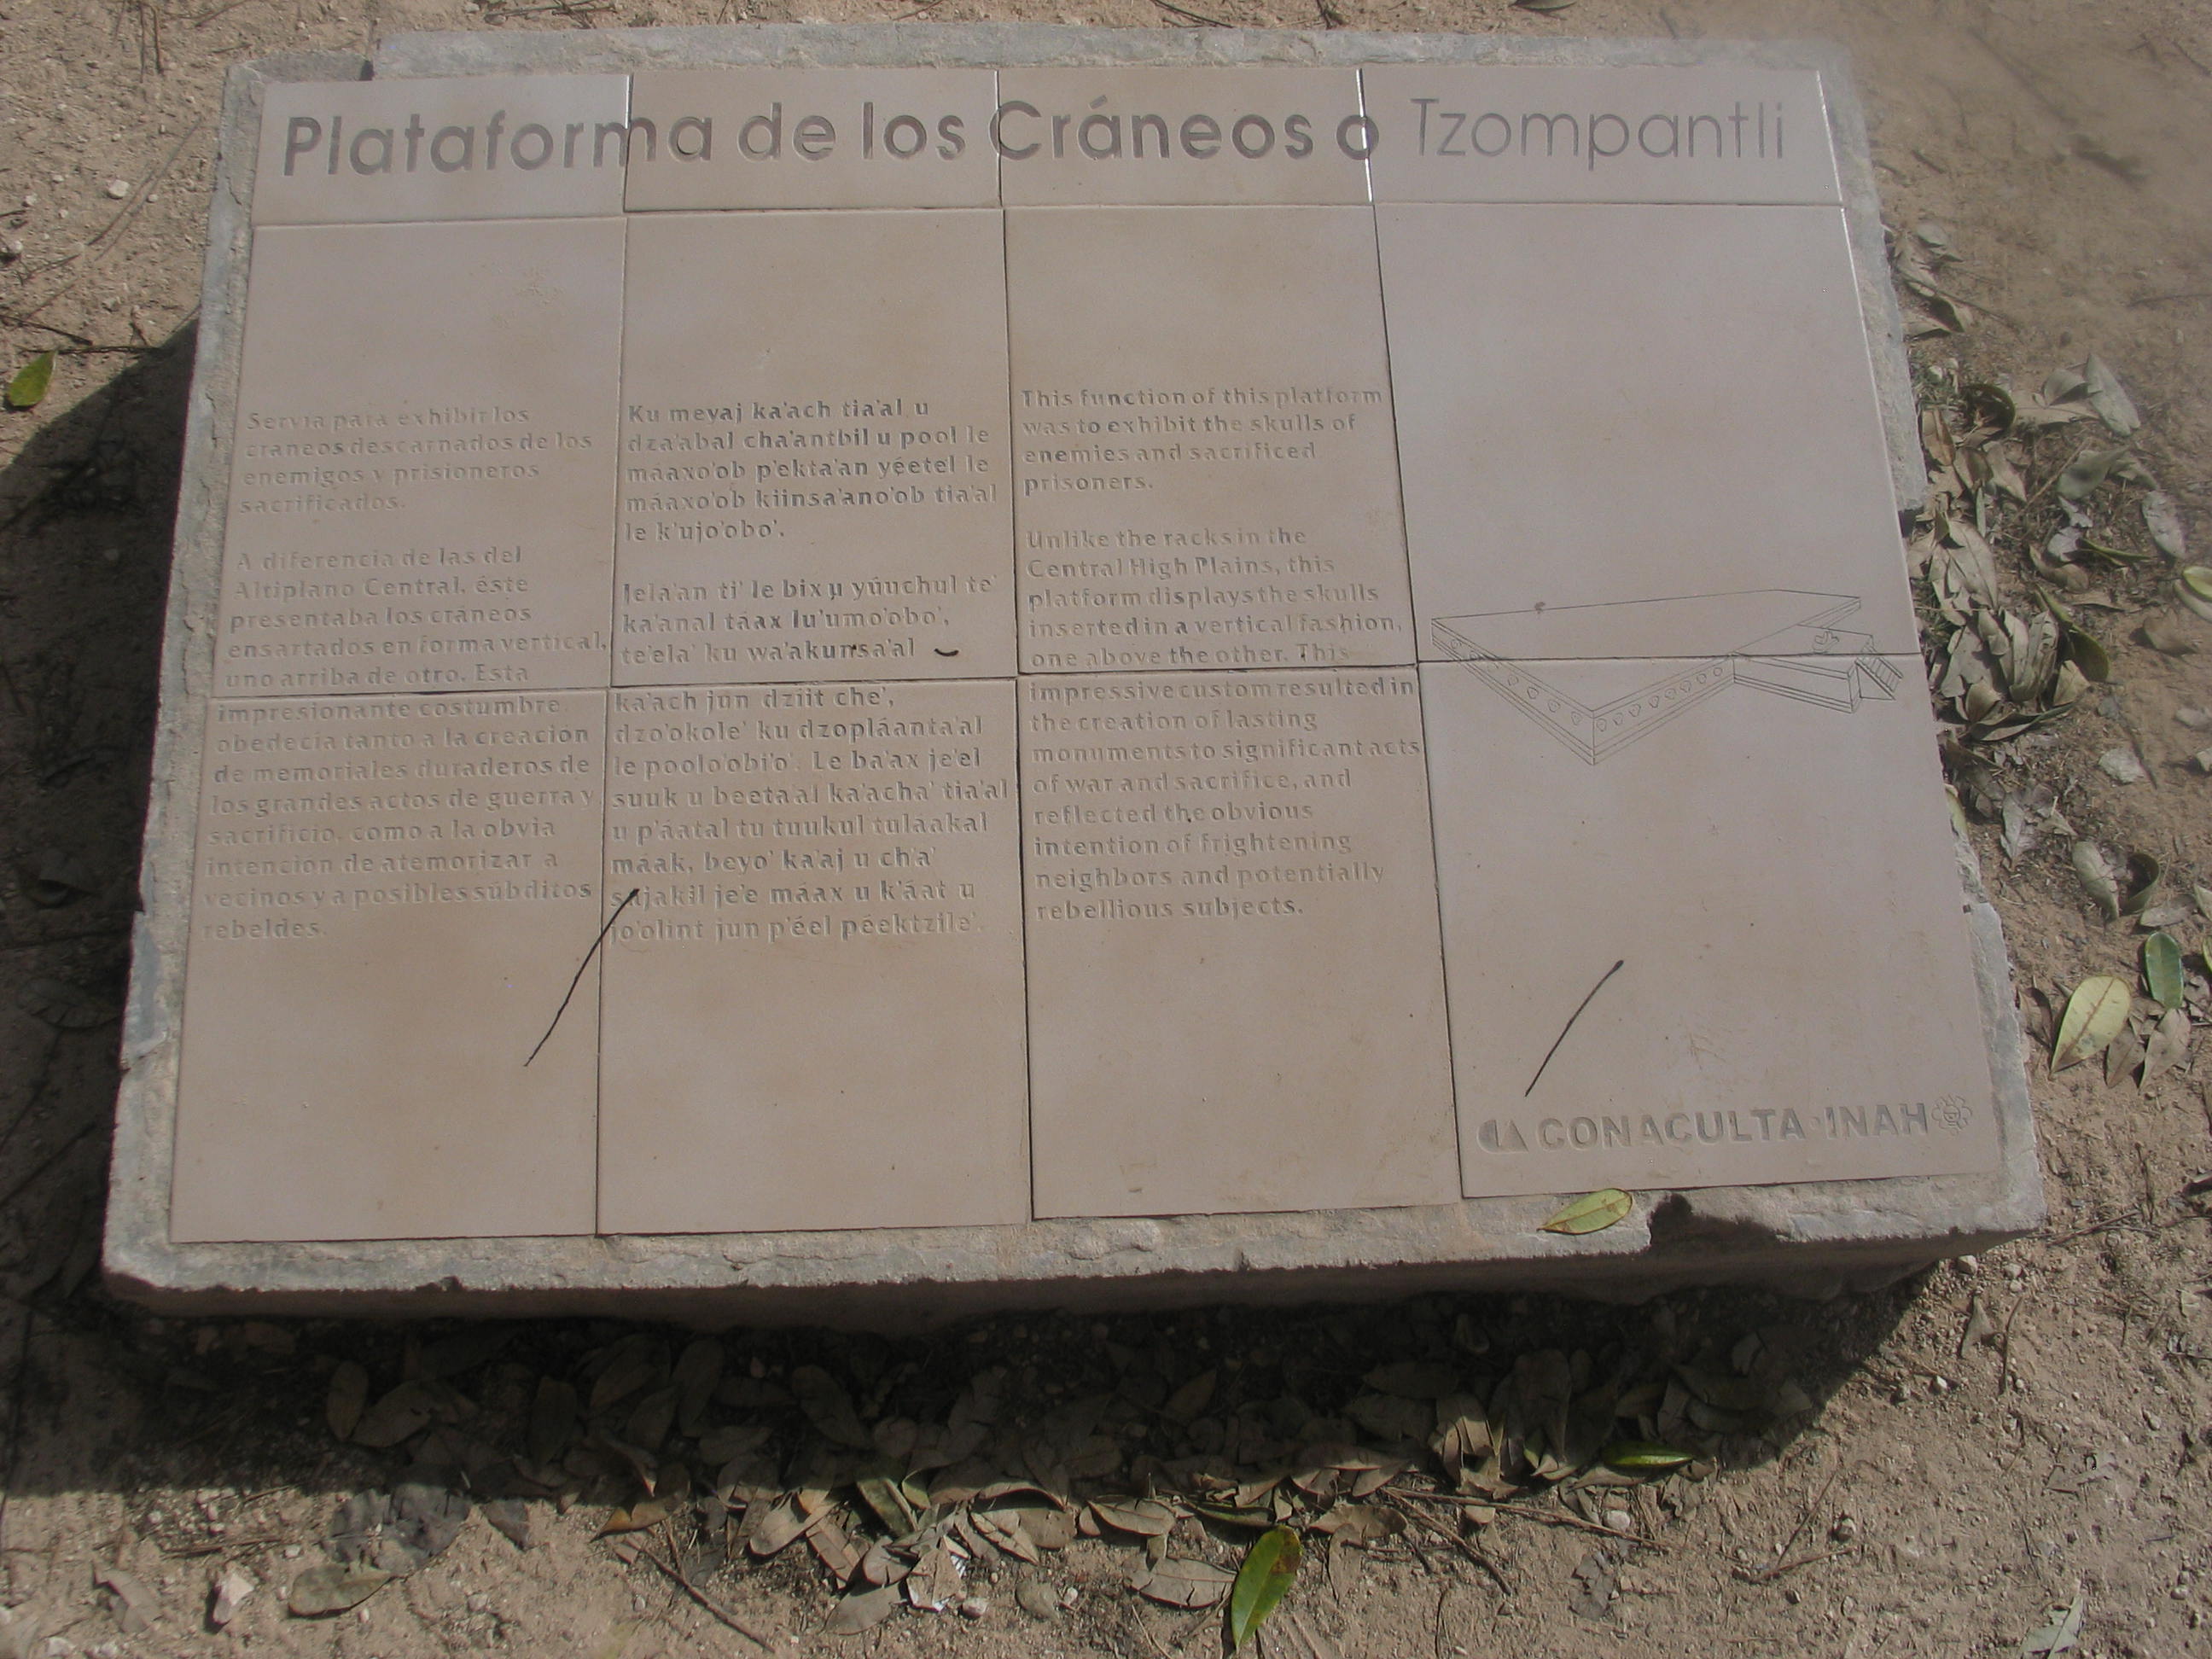 Plataforma de los Cráneos o Tzompantli
Servía para exhibir los
cráneos descarnados de los
enemigos y prisioneros
sacrificados.
A diferencia de las del
Altiplano Central, éste
presentaba los cráneos
ensartados en forma vertical,
uno arriba de otro. Esta
impresionante costumbre
obedecía tanto a la creación
de memoriales duraderos de
los grandes actos de guerra y
sacrificio, como a la obvia
intención de atemorizar a
vecinos y a posibles súbditos
rebeldes.
Ku meyaj ka'ach tia'al u
dza'abal cha'antbil u pool le
máaxo'ob p'ekta'an yéetel le
máaxo'ob kiinsa'ano'ob tia'al
le k'ujo'obo'.
Jela'an ti' le bix u yúuchul te'
ka'anal táax lu'umo'obo',
te'ela' ku wa'akunsa'al
ka'ach jun dzíit che',
dzo'okole' ku dzopláanta'al
le poolo'obi'o'. Le ba'ax je'el
suuk u beeta'al ka'acha' tia'al
u p'áatal tu tuukul tuláakal
máak, beyo' ka'aj u ch'a'
sajakil je'e máax u k'áat u
jo'olint jun p'éel péektzile'.
This function of this platform
was to exhibit the skulls of
enemies and sacrificed
prisoners.
Unlike the racks in the
Central High Plains, this
platform displays the skulls
inserted in a vertical fashion,
one above the other. This
impressive custom resulted in
the creation of lasting
monuments to significant acts
of war and sacrifice, and
reflected the obvious
intention of frightening
neighbors and potentially
rebellious subjects.
CONACULTA·INAH